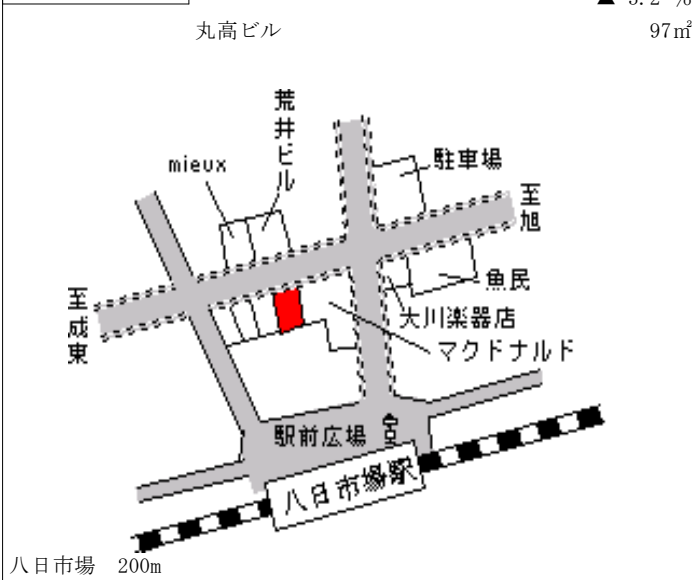 ▲ 3.2 %
丸高ビル
97㎡
荒井ビル
mieux
駐車場
至旭
魚民
至成東
大川楽器店
マクドナルド
駅前広場
八日市場駅
八日市場 200m